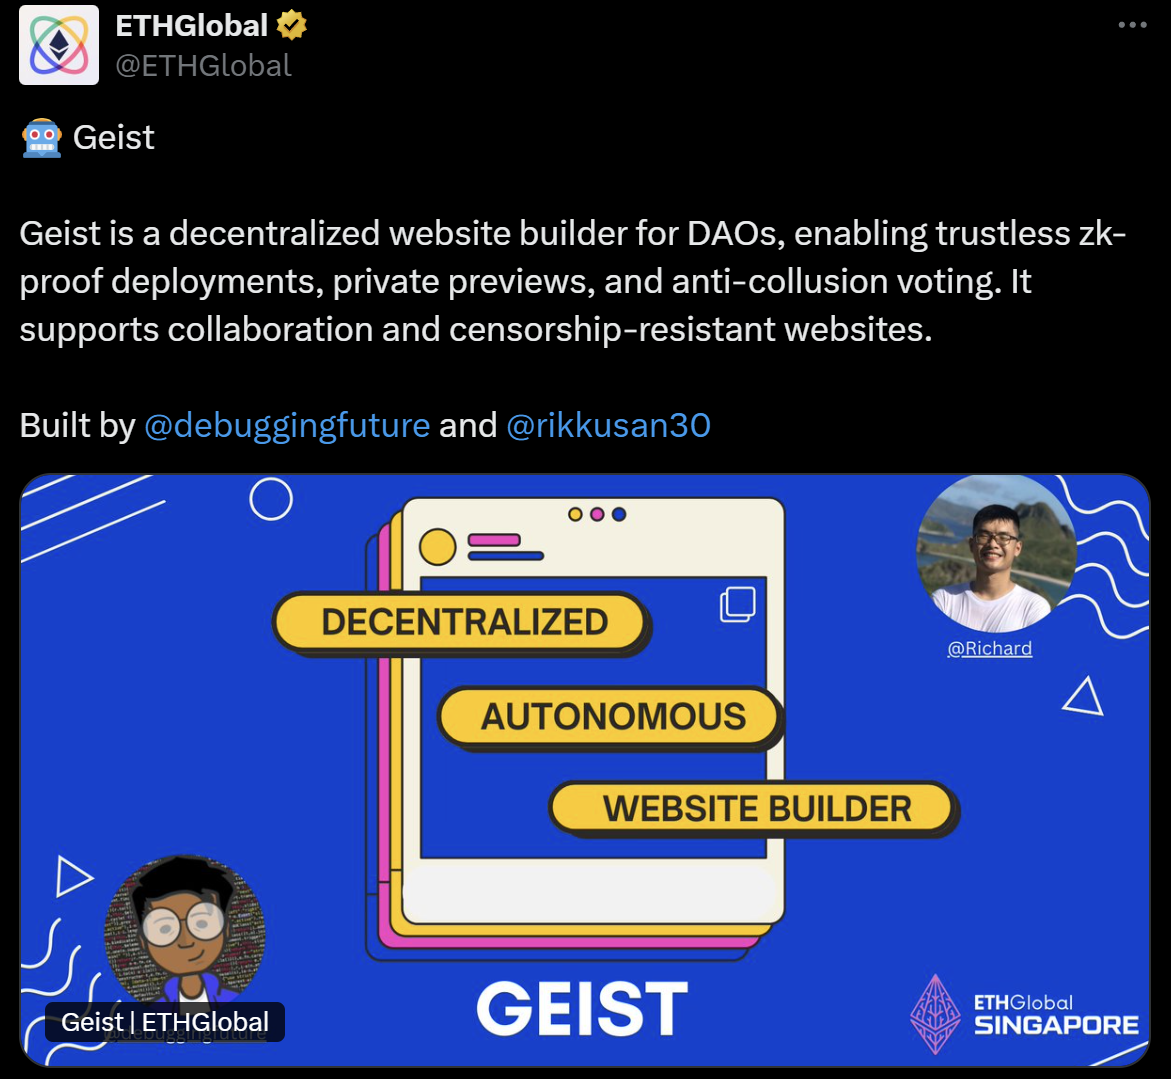 ETHGlobal
@ETHGlobal
Geist
Geist is a decentralized website builder for DAOs, enabling trustless zk-
proof deployments, private previews, and anti-collusion voting. It
supports collaboration and censorship-resistant websites.
Built by @debuggingfuture and @rikkusan30
@Richard
DECENTRALIZED
AUTONOMOUS
WEBSITE BUILDER
GEIST
Geist | ETHGlobal
@debuggingfuture
ETHGlobal
SINGAPORE